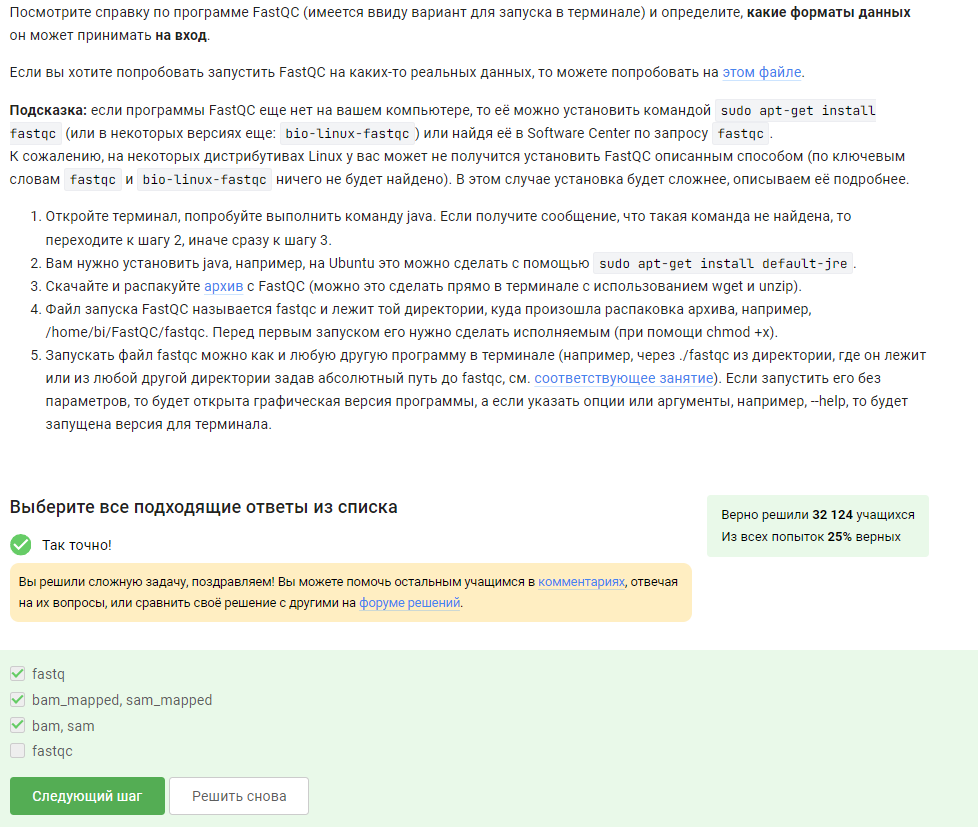 Посмотрите справку по программе FastQC (имеется ввиду вариант для запуска в терминале) и определите, какие форматы данных
он может принимать на вход.
Если вы хотите попробовать запустить FastQC на каких-то реальных данных, то можете попробовать на этом файле.
Подсказка: если программы FastQC еще нет на вашем компьютере, то её можно установить командой sudo apt-get install
fastqc (или в некоторых версиях еще: bio-linux-fastqc) или найдя её в Software Center по запросу fastqc.
К сожалению, на некоторых дистрибутивах Linux у вас может не получится установить FastQC описанным способом (по ключевым
словам fastqc и bio-linux-fastqc ничего не будет найдено). В этом случае установка будет сложнее, описываем её подробнее.
1. Откройте терминал, попробуйте выполнить команду java. Если получите сообщение, что такая команда не найдена, то
переходите к шагу 2, иначе сразу к шагу 3.
2. Вам нужно установить java, например, на Ubuntu это можно сделать с помощью sudo apt-get install default-jre.
3. Скачайте и распакуйте архив с FastQC (можно это сделать прямо в терминале с использованием wget и unzip).
4. Файл запуска FastQC называется fastqc и лежит той директории, куда произошла распаковка архива, например,
/home/bi/FastQC/fastqc. Перед первым запуском его нужно сделать исполняемым (при помощи chmod +x).
5. Запускать файл fastqc можно как и любую другую программу в терминале (например, через ./fastqc из директории, где он лежит
или из любой другой директории задав абсолютный путь до fastqc, см. соответствующее занятие). Если запустить его без
параметров, то будет открыта графическая версия программы, а если указать опции или аргументы, например, --help, то будет
запущена версия для терминала.
Выберите все подходящие ответы из списка
Верно решили 32 124 учащихся
Из всех попыток 25% верных
Так точно!
Вы решили сложную задачу, поздравляем! Вы можете помочь остальным учащимся в комментариях, отвечая
на их вопросы, или сравнить своё решение с другими на форуме решений.
fastq
bam_mapped, sam_mapped
bam, sam
fastqc
Следующий шаг
Решить снова